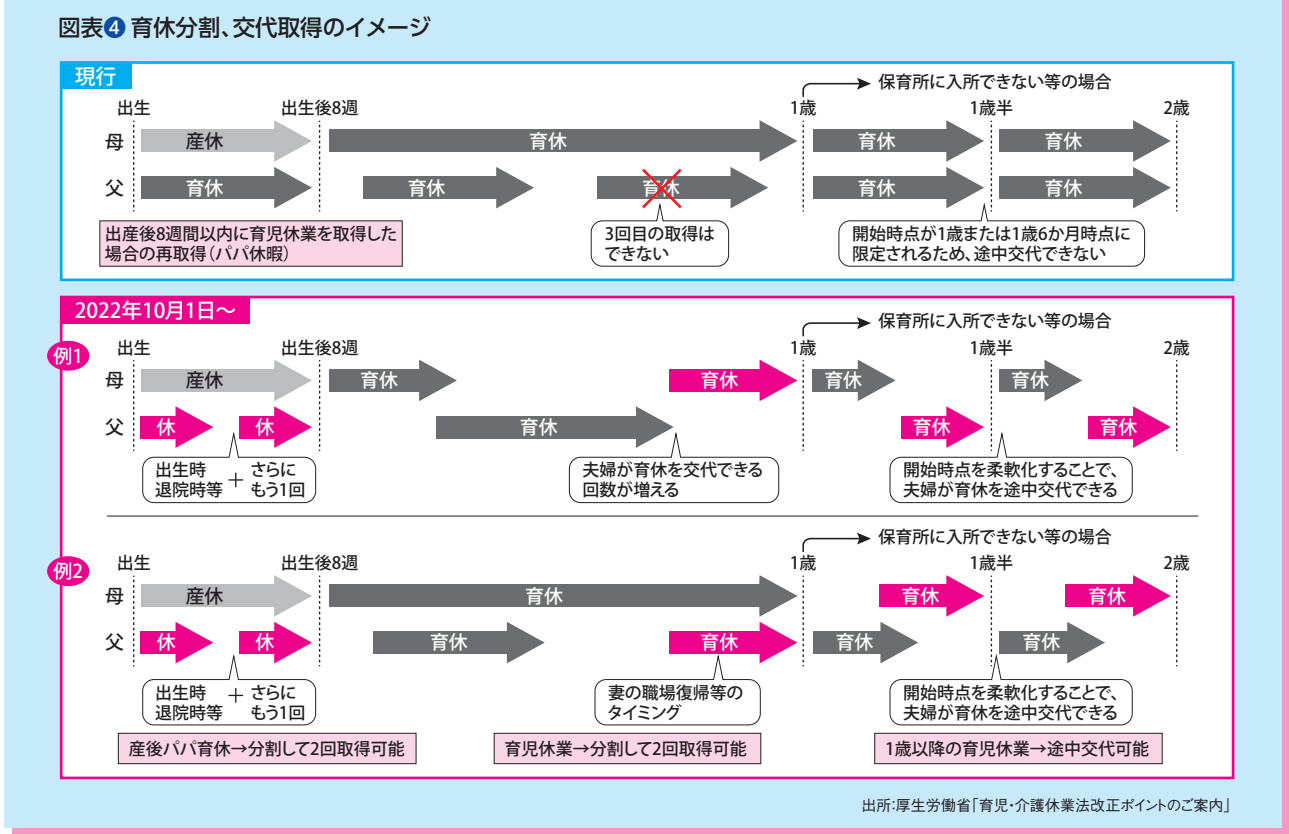 図表❹ 育休分割、交代取得のイメージ
現行
保育所に入所できない等の場合
出生 出生後8週 1歳 1歳半 2歳
母 産休 育休 育休 育休
父 育休 育休 育休 育休 育休
出産後8週間以内に育児休業を取得した
場合の再取得（パパ休暇）
3回目の取得は
できない
開始時点が1歳または1歳6か月時点に
限定されるため、途中交代できない
2022年10月1日〜
保育所に入所できない等の場合
例1
出生 出生後8週 1歳 1歳半 2歳
母 産休 育休 育休 育休 育休
父 休 休 育休 育休 育休
出生時 ＋ さらに
退院時等 もう1回
夫婦が育休を交代できる
回数が増える
開始時点を柔軟化することで、
夫婦が育休を途中交代できる
保育所に入所できない等の場合
例2
出生 出生後8週 1歳 1歳半 2歳
母 産休 育休 育休 育休
父 休 休 育休 育休 育休 育休
出生時 ＋ さらに
退院時等 もう1回
妻の職場復帰等の
タイミング
開始時点を柔軟化することで、
夫婦が育休を途中交代できる
産後パパ育休→分割して2回取得可能
育児休業→分割して2回取得可能
1歳以降の育児休業→途中交代可能
出所:厚生労働省「育児・介護休業法改正ポイントのご案内」